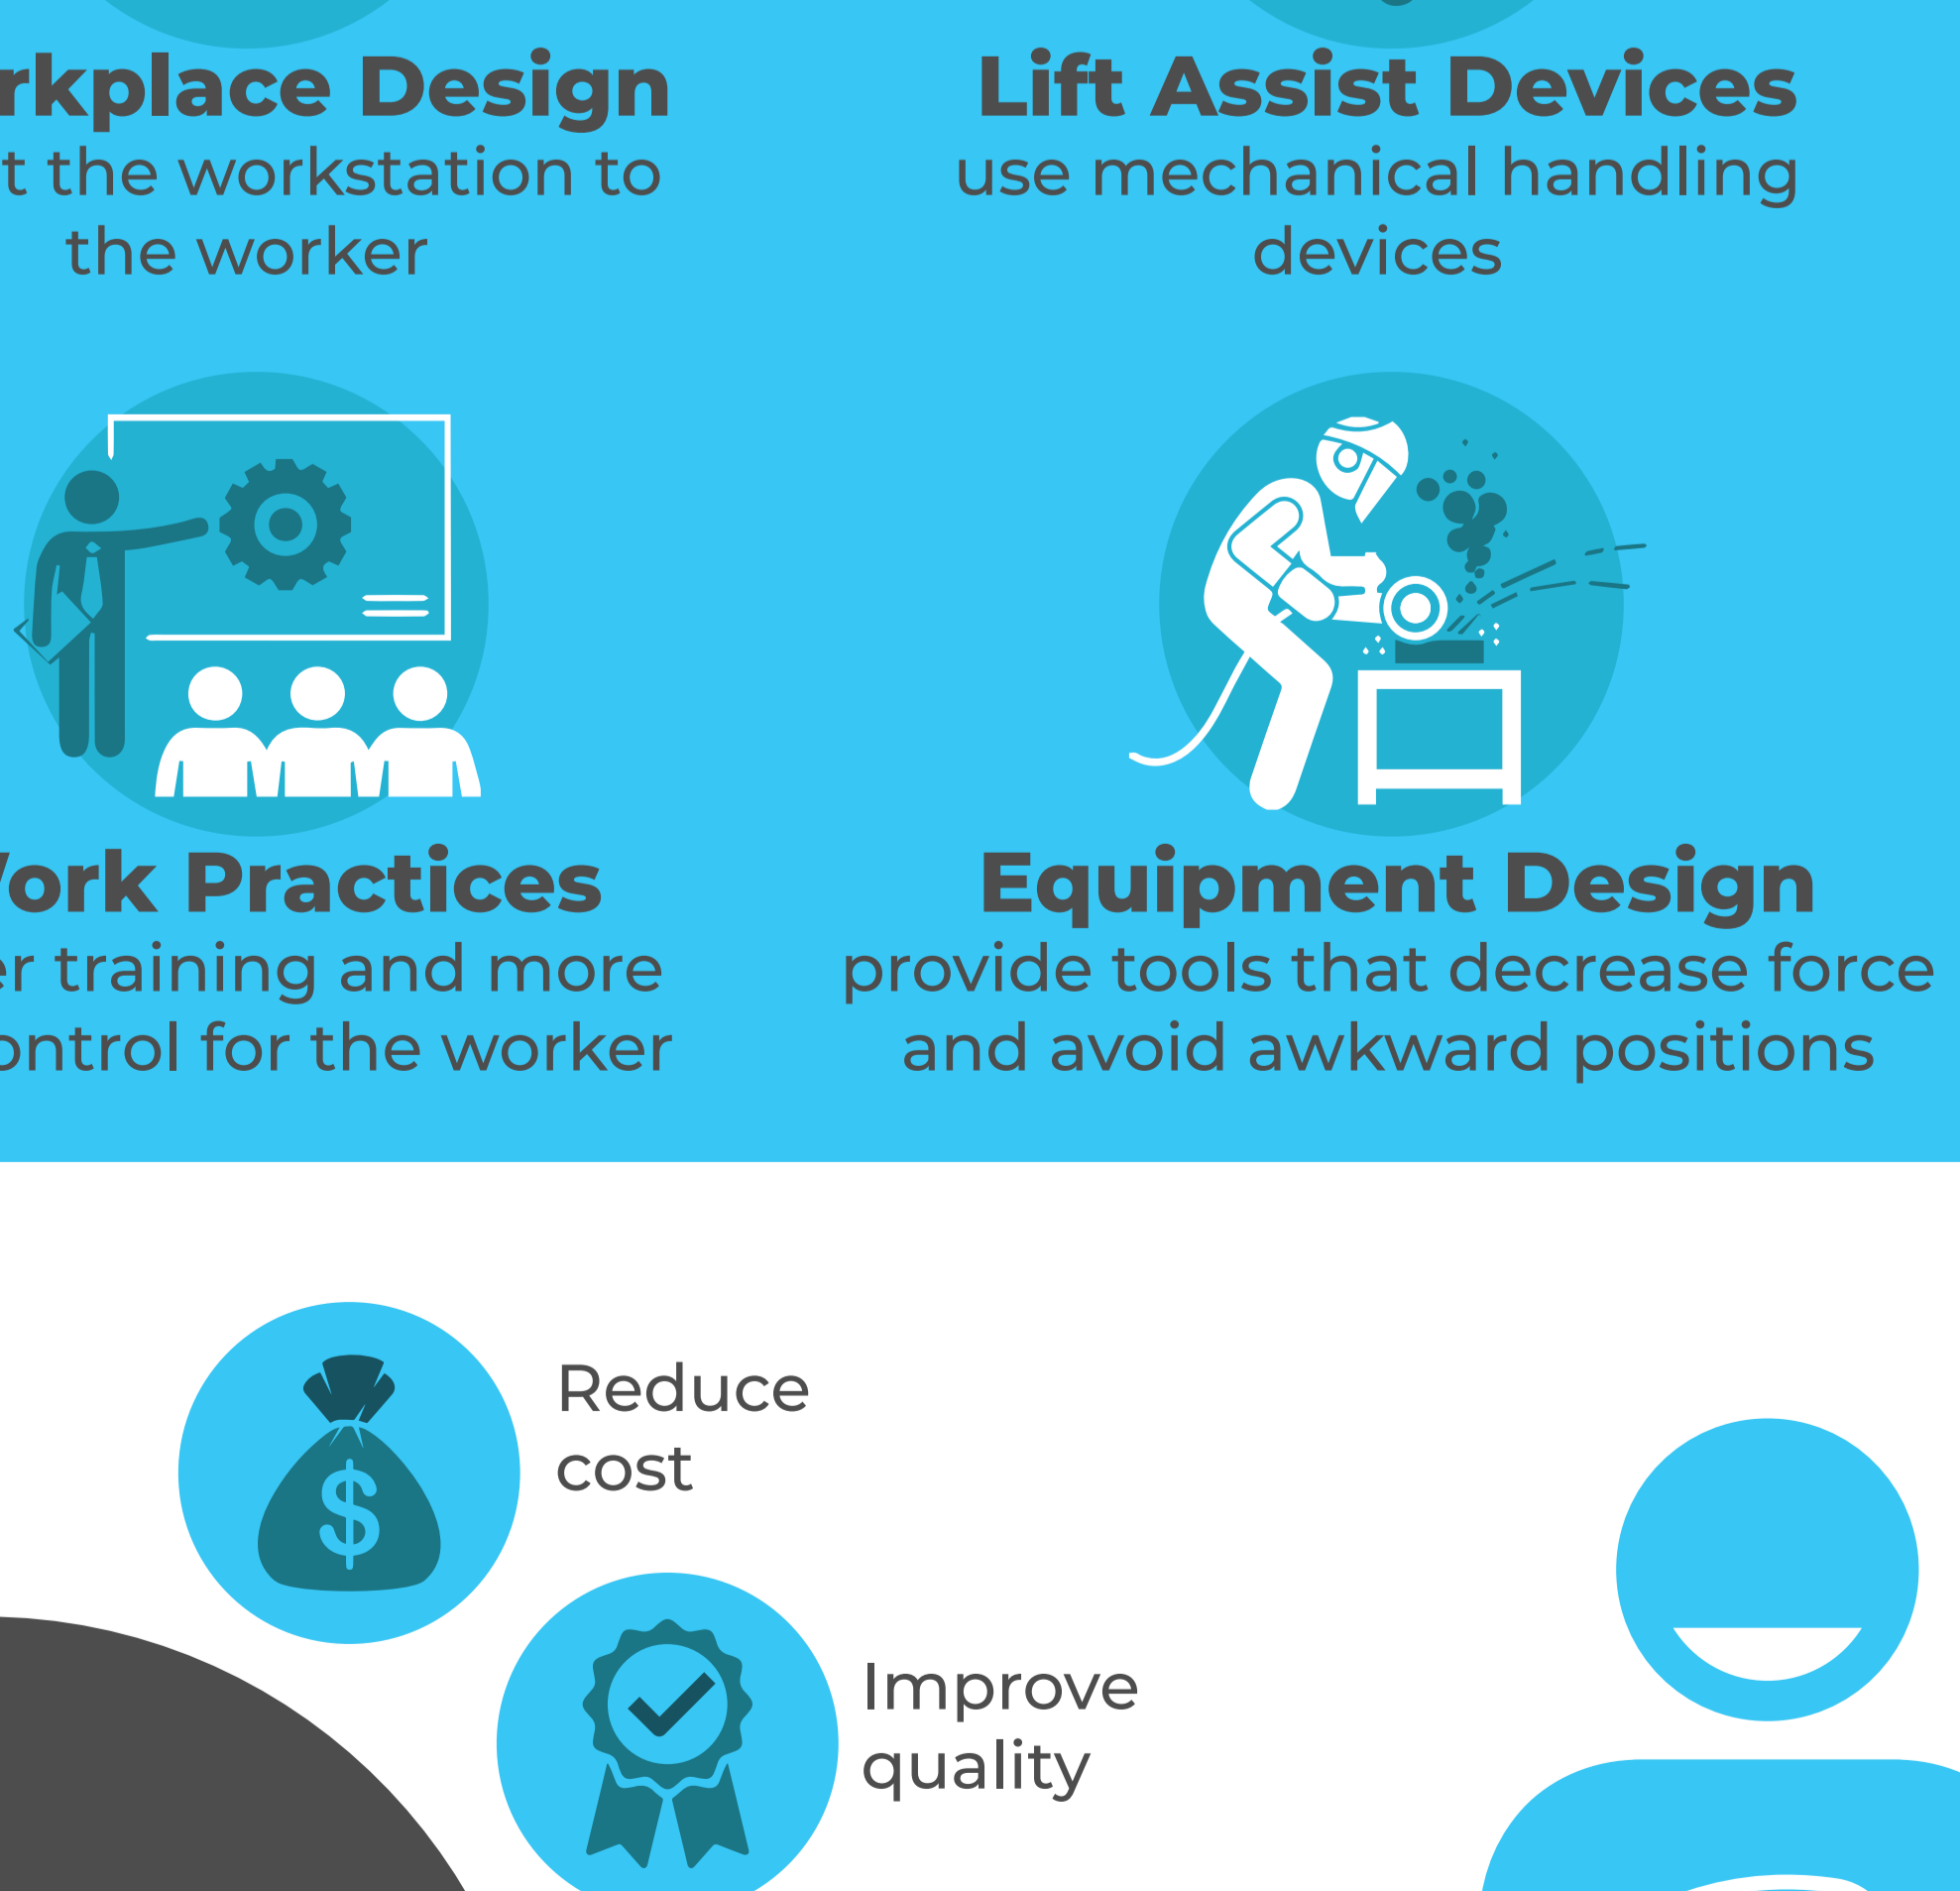 rkplace Design
t the workstation to
the worker
Lift Assist Devices
use mechanical handling
devices
ork Practices
r training and more
ontrol for the worker
Equipment Design
provide tools that decrease force
and avoid awkward positions
$
Reduce
cost
Improve
quality